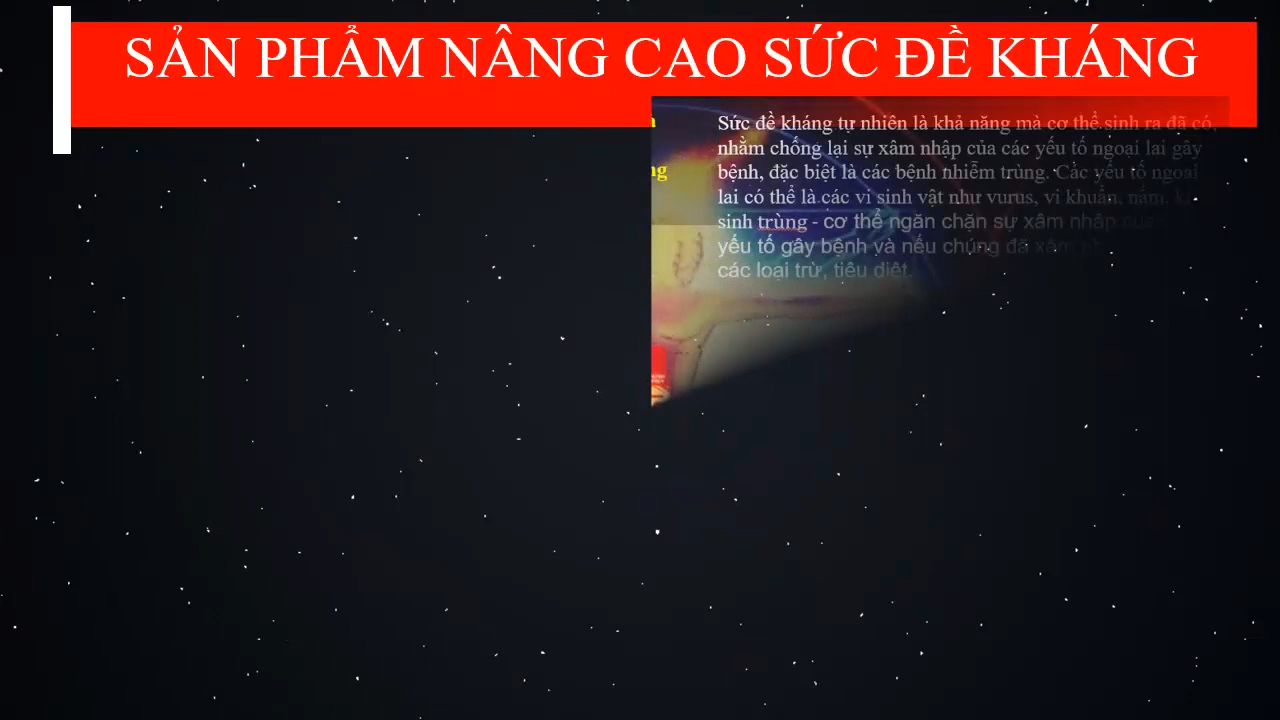 SẢN PHẨM NÂNG CAO SỨC ĐỀ KHÁNG
Sức đề kháng tự nhiên là khả năng mà cơ thể sinh ra đã có,
nhằm chống lại sự xâm nhập của các yếu tố ngoại lai gây
bệnh, đặc biệt là các bệnh nhiễm trùng. Các yếu tố ngoại
lai có thể là các vi sinh vật như vurus, vi khuẩn, nấm,
sinh trùng - cơ thể ngăn chặn sự xâm nhập
yếu tố gây bệnh và nếu chúng đã xâm
các loại trừ, tiêu diệt.